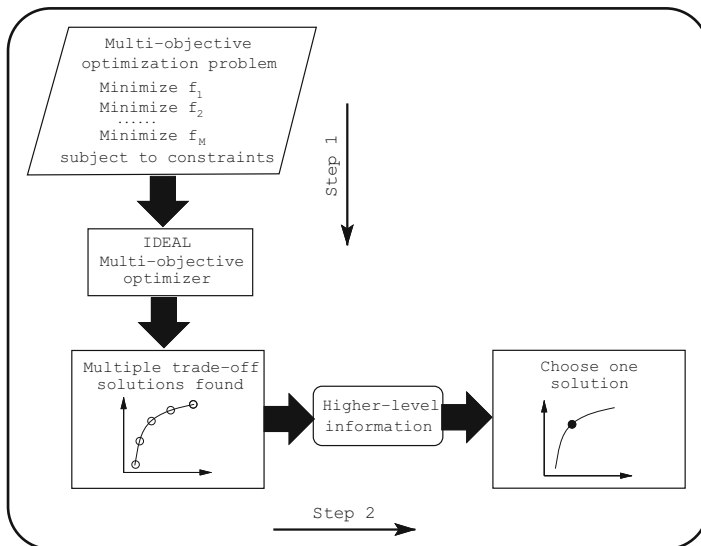 Multi-objective
optimization problem
Minimize f1
Minimize f2
......
Minimize fM
subject to constraints
Step 1
IDEAL
Multi-objective
optimizer
Multiple trade-off
solutions found
Higher-level
information
Choose one
solution
Step 2